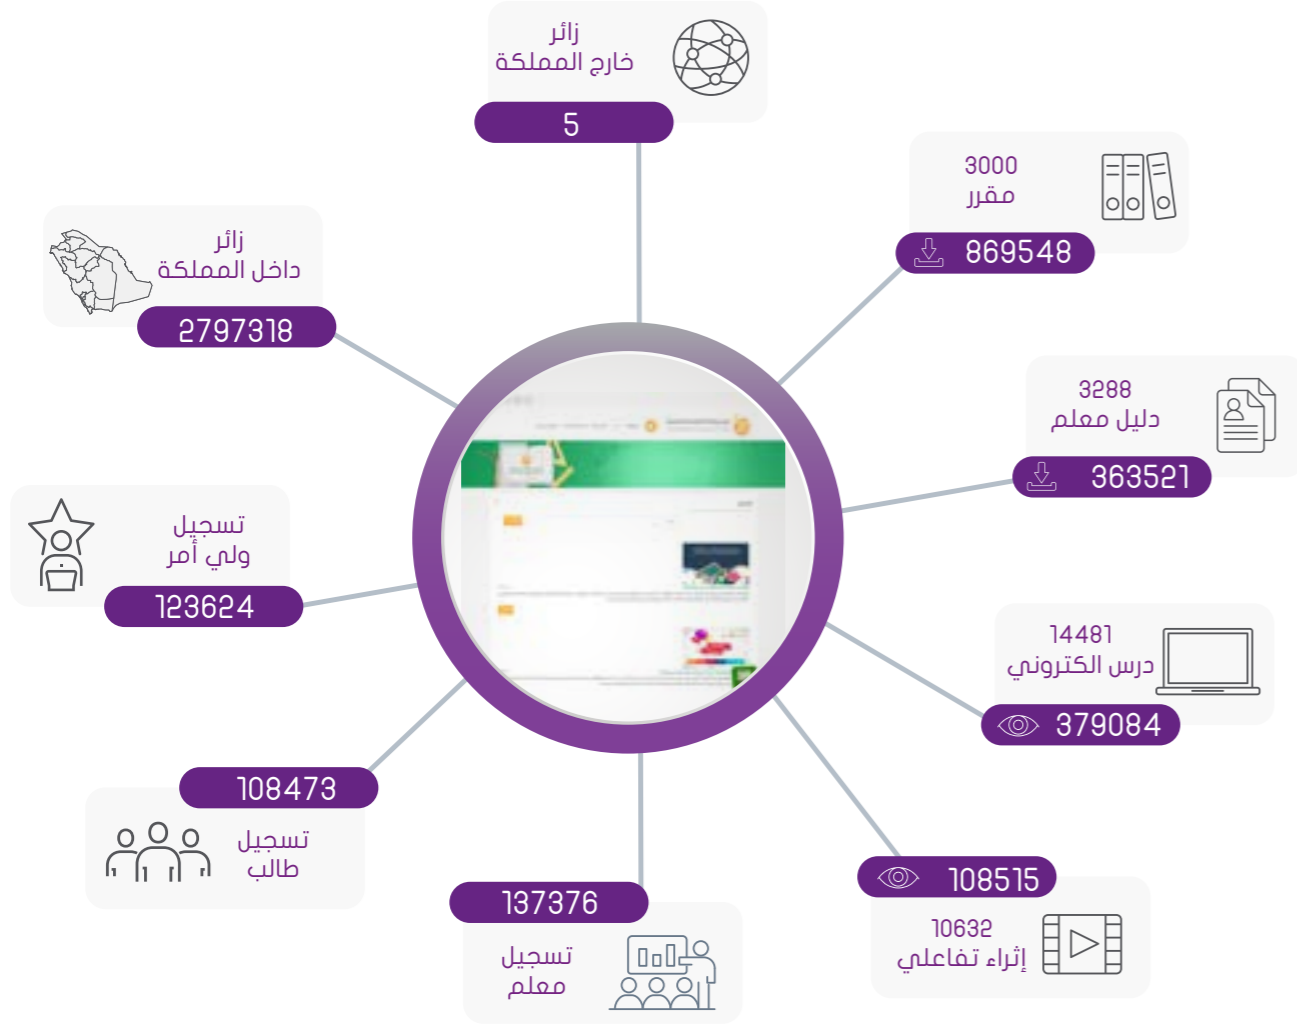 زائر
خارج المملكة
5
3000
مقرر
869548
3288
دليل معلم
363521
14481
درس الكتروني
379084
108515
10632
إثراء تفاعلي
137376
تسجيل
معلم
108473
تسجيل
طالب
تسجيل
ولي أمر
123624
زائر
داخل المملكة
2797318